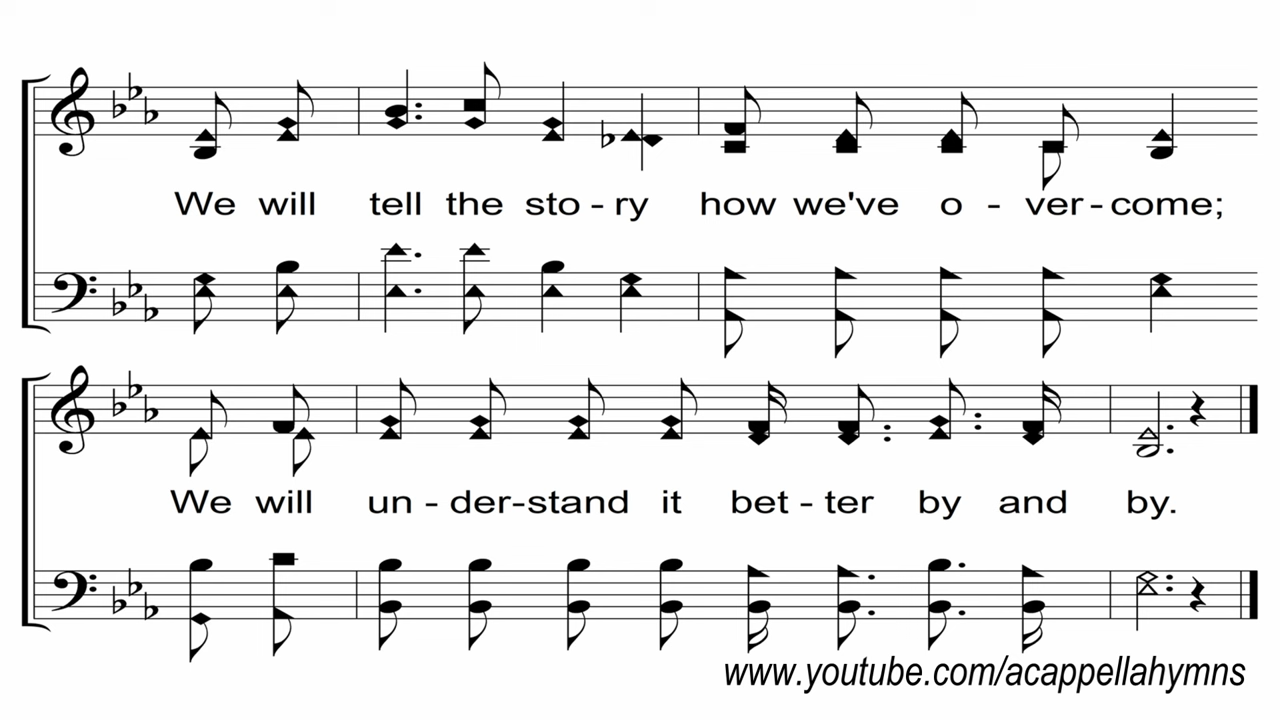 We will tell the sto - ry how we've o - ver - come;
We will un - der-stand it bet - ter by and by.
www.youtube.com/acappellahymns